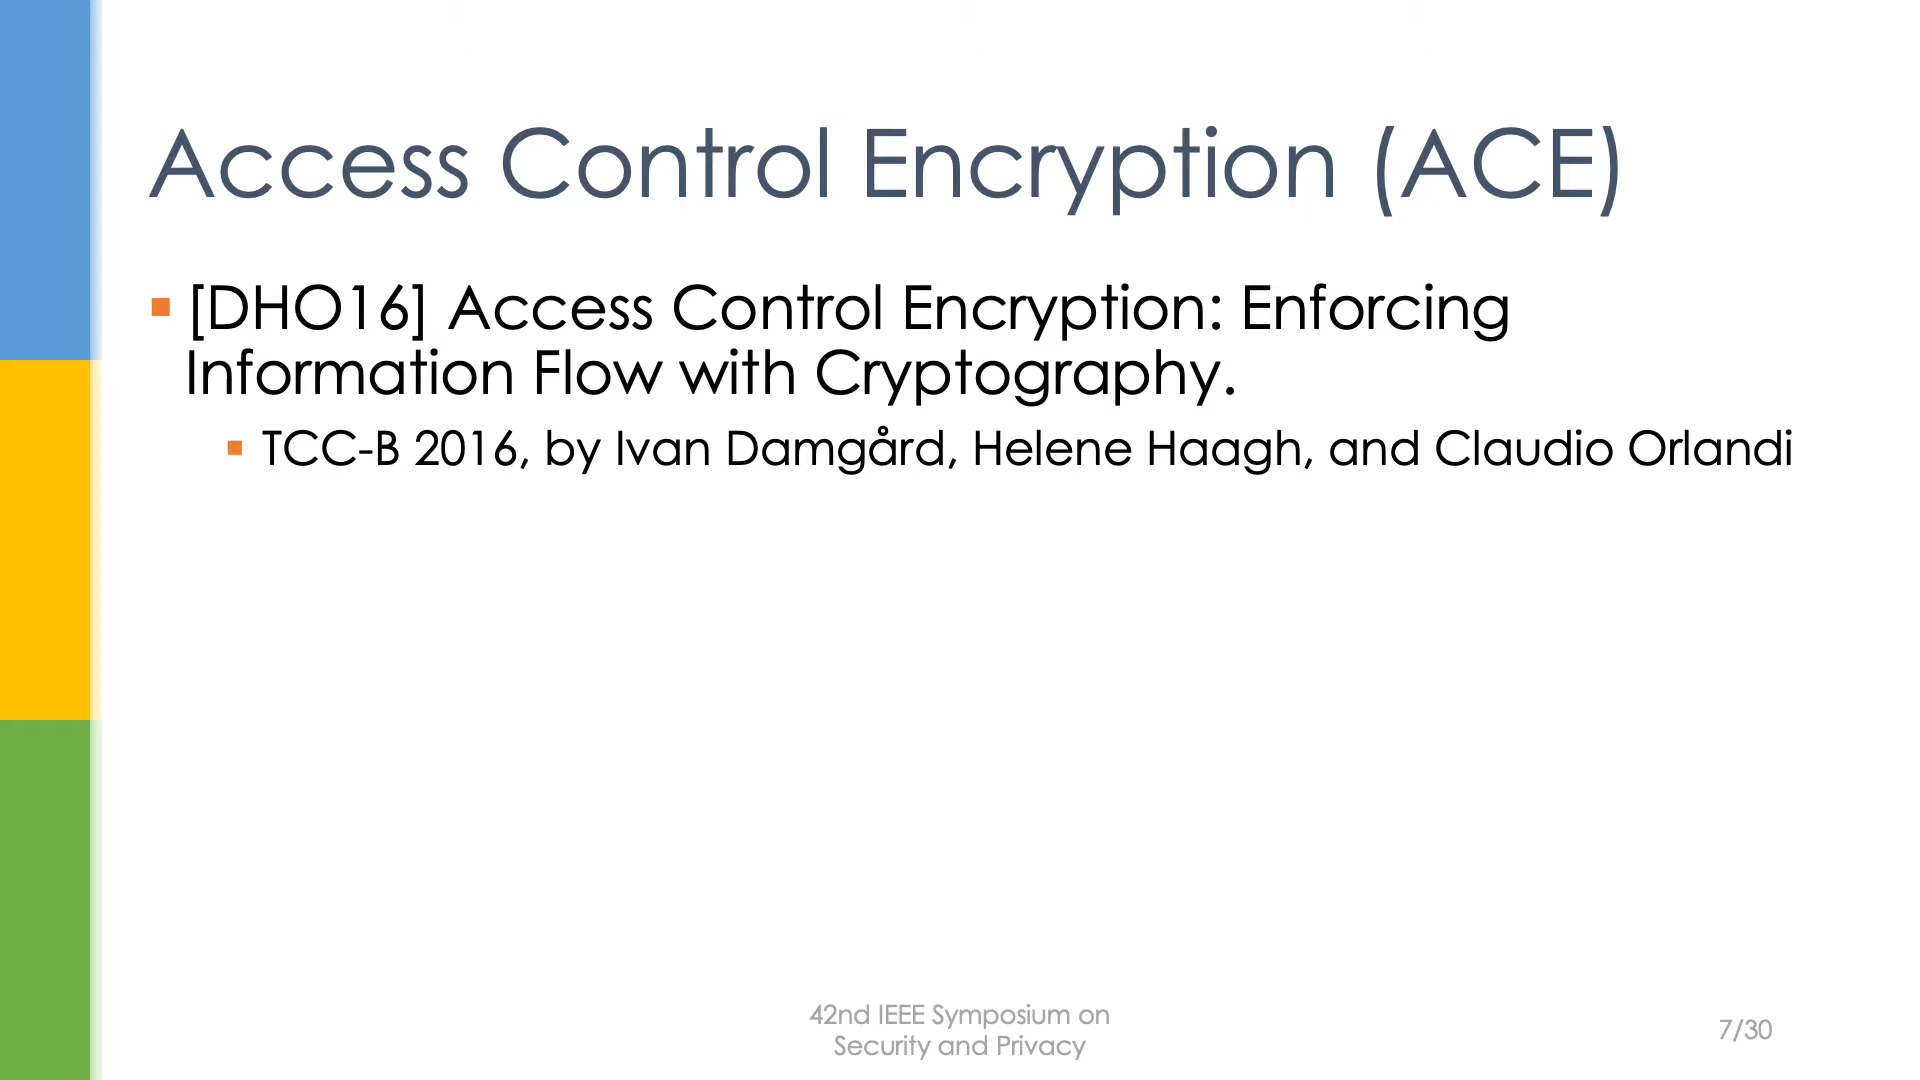 Access Control Encryption (ACE)
[DHO16] Access Control Encryption: Enforcing
Information Flow with Cryptography.
TCC-B 2016, by Ivan Damgård, Helene Haagh, and Claudio Orlandi
42nd IEEE Symposium on
Security and Privacy
7/30